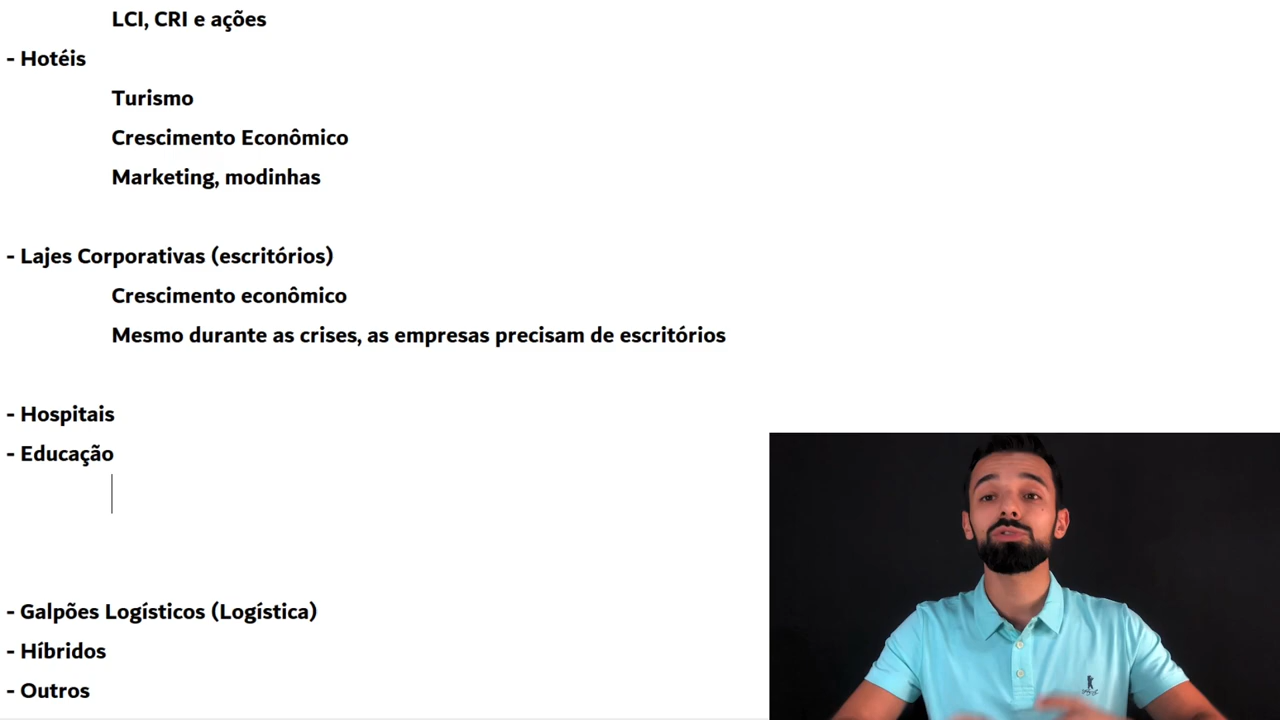 LCI, CRI e ações
- Hotéis
Turismo
Crescimento Econômico
Marketing, modinhas
- Lajes Corporativas (escritórios)
Crescimento econômico
Mesmo durante as crises, as empresas precisam de escritórios
- Hospitais
- Educação
- Galpões Logísticos (Logística)
- Híbridos
- Outros